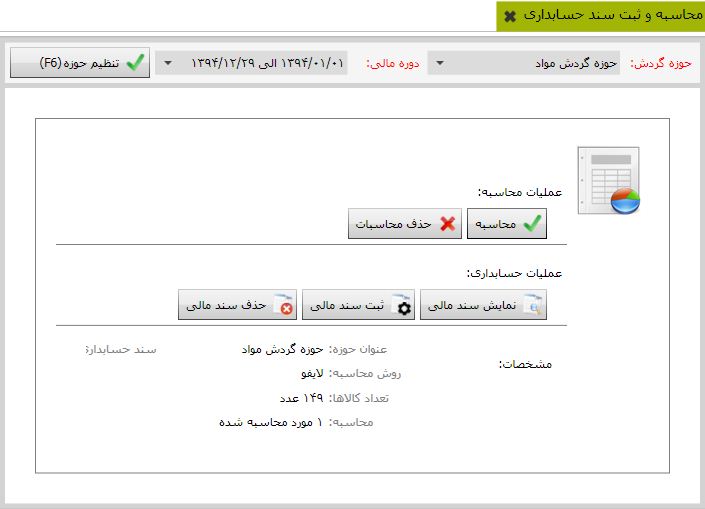 محاسبه و ثبت سند حسابداری
حوزه گردش: حوزه گردش مواد دوره مالی: ۱۳۹۴/۰۱/۰۱ الی ۱۳۹۴/۱۲/۲۹ تنظیم حوزه (F6)
عملیات محاسبه:
محاسبه حذف محاسبات
عملیات حسابداری:
نمایش سند مالی ثبت سند مالی حذف سند مالی
مشخصات:
عنوان حوزه: حوزه گردش مواد سند حسابداری
روش محاسبه: لایفو
تعداد کالاها: ۱۴۹ عدد
محاسبه: ۱ مورد محاسبه شده